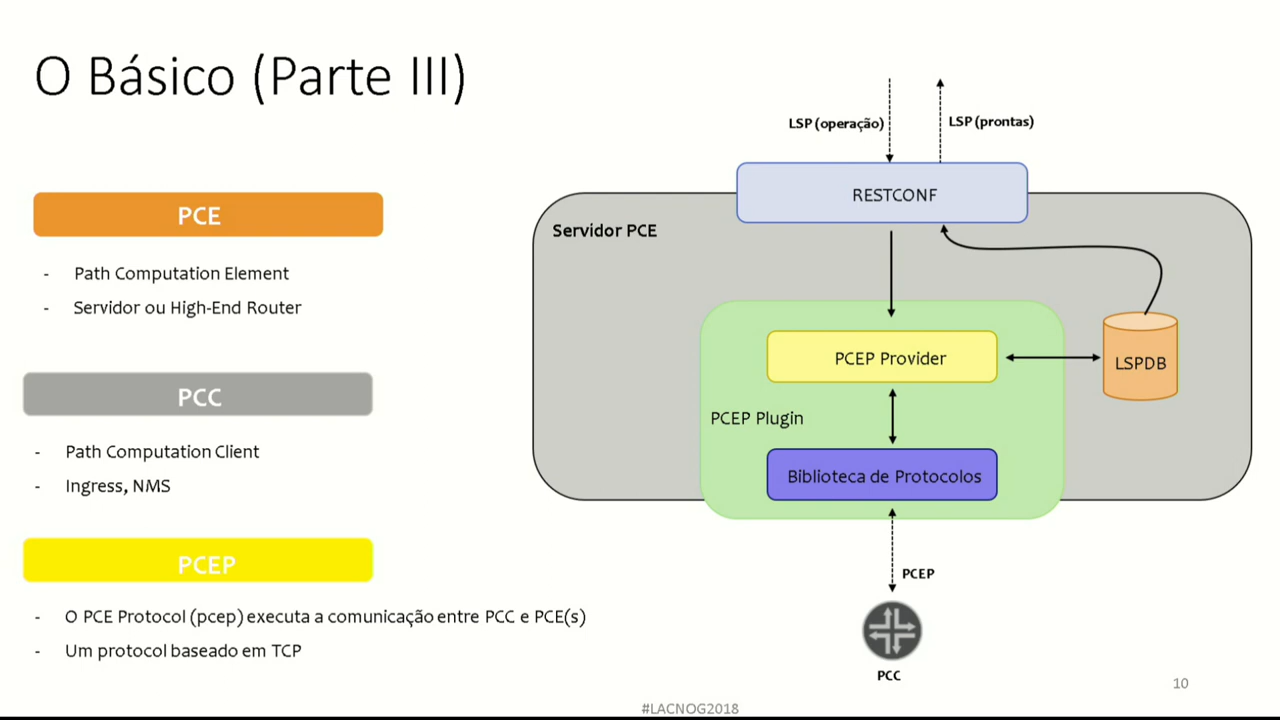 O Básico (Parte III)
PCE
- Path Computation Element
- Servidor ou High-End Router
PCC
- Path Computation Client
- Ingress, NMS
PCEP
- O PCE Protocol (pcep) executa a comunicação entre PCC e PCE(s)
- Um protocol baseado em TCP
LSP (operação)
LSP (prontas)
RESTCONF
Servidor PCE
PCEP Provider
LSPDB
PCEP Plugin
Biblioteca de Protocolos
PCEP
PCC
10
#LACNOG2018